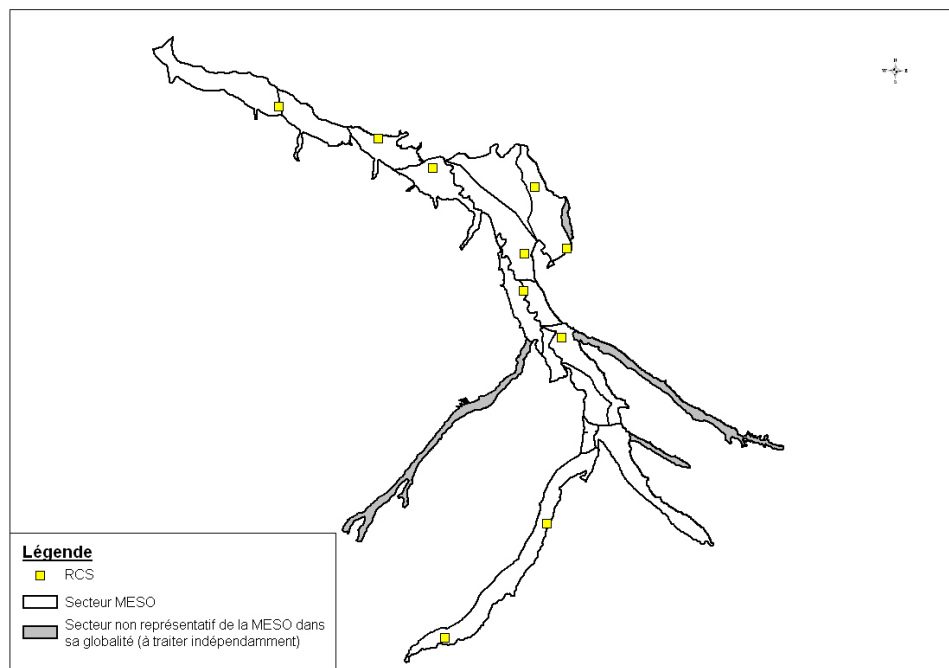 N
W E
S
Légende
RCS
Secteur MESO
Secteur non représentatif de la MESO dans
sa globalité (à traiter indépendamment)